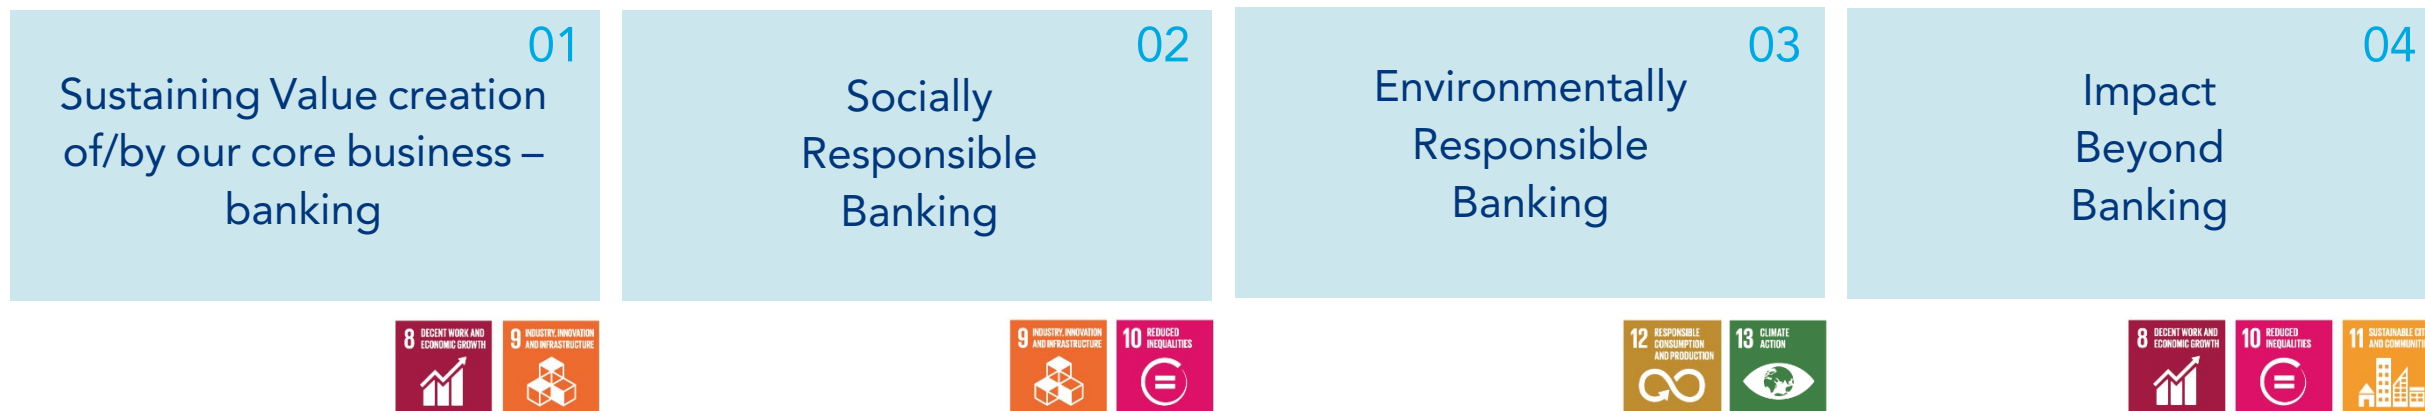 01
Sustaining Value creation
of/by our core business –
banking
02
Socially
Responsible
Banking
03
Environmentally
Responsible
Banking
04
Impact
Beyond
Banking
8 DECENT WORK AND
ECONOMIC GROWTH
9 INDUSTRY, INNOVATION
AND INFRASTRUCTURE
9 INDUSTRY, INNOVATION
AND INFRASTRUCTURE
10 REDUCED
INEQUALITIES
12 RESPONSIBLE
CONSUMPTION
AND PRODUCTION
13 CLIMATE
ACTION
8 DECENT WORK AND
ECONOMIC GROWTH
10 REDUCED
INEQUALITIES
11 SUSTAINABLE
AND